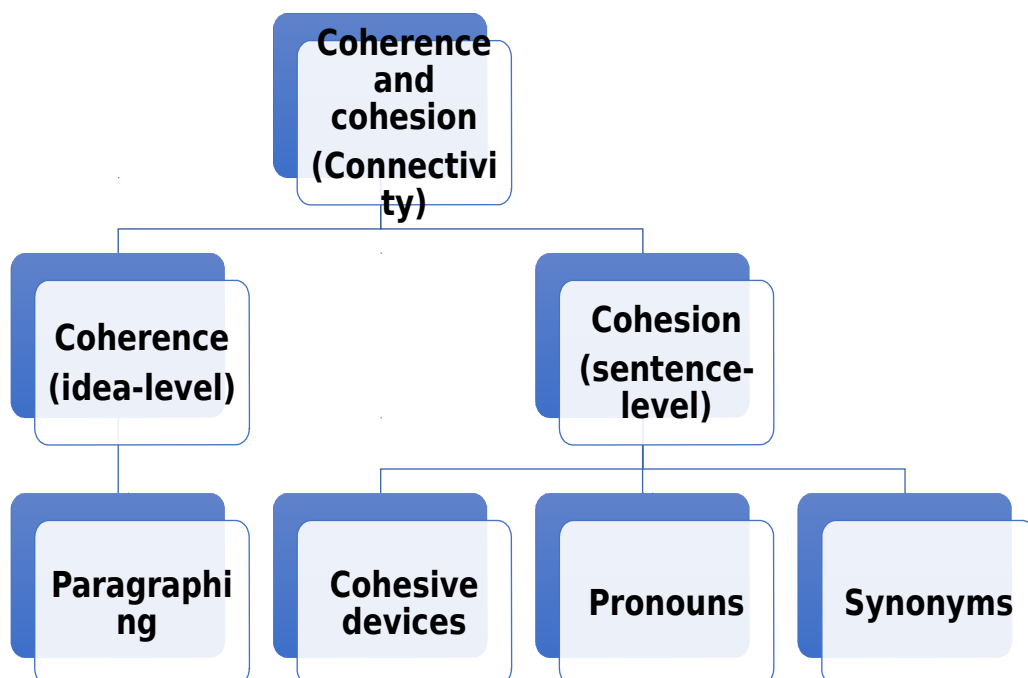 Coherence
and
cohesion
(Connectivi
ty)
Coherence
(idea-level)
Cohesion
(sentence-
level)
Paragraphi
ng
Cohesive
devices
Pronouns
Synonyms